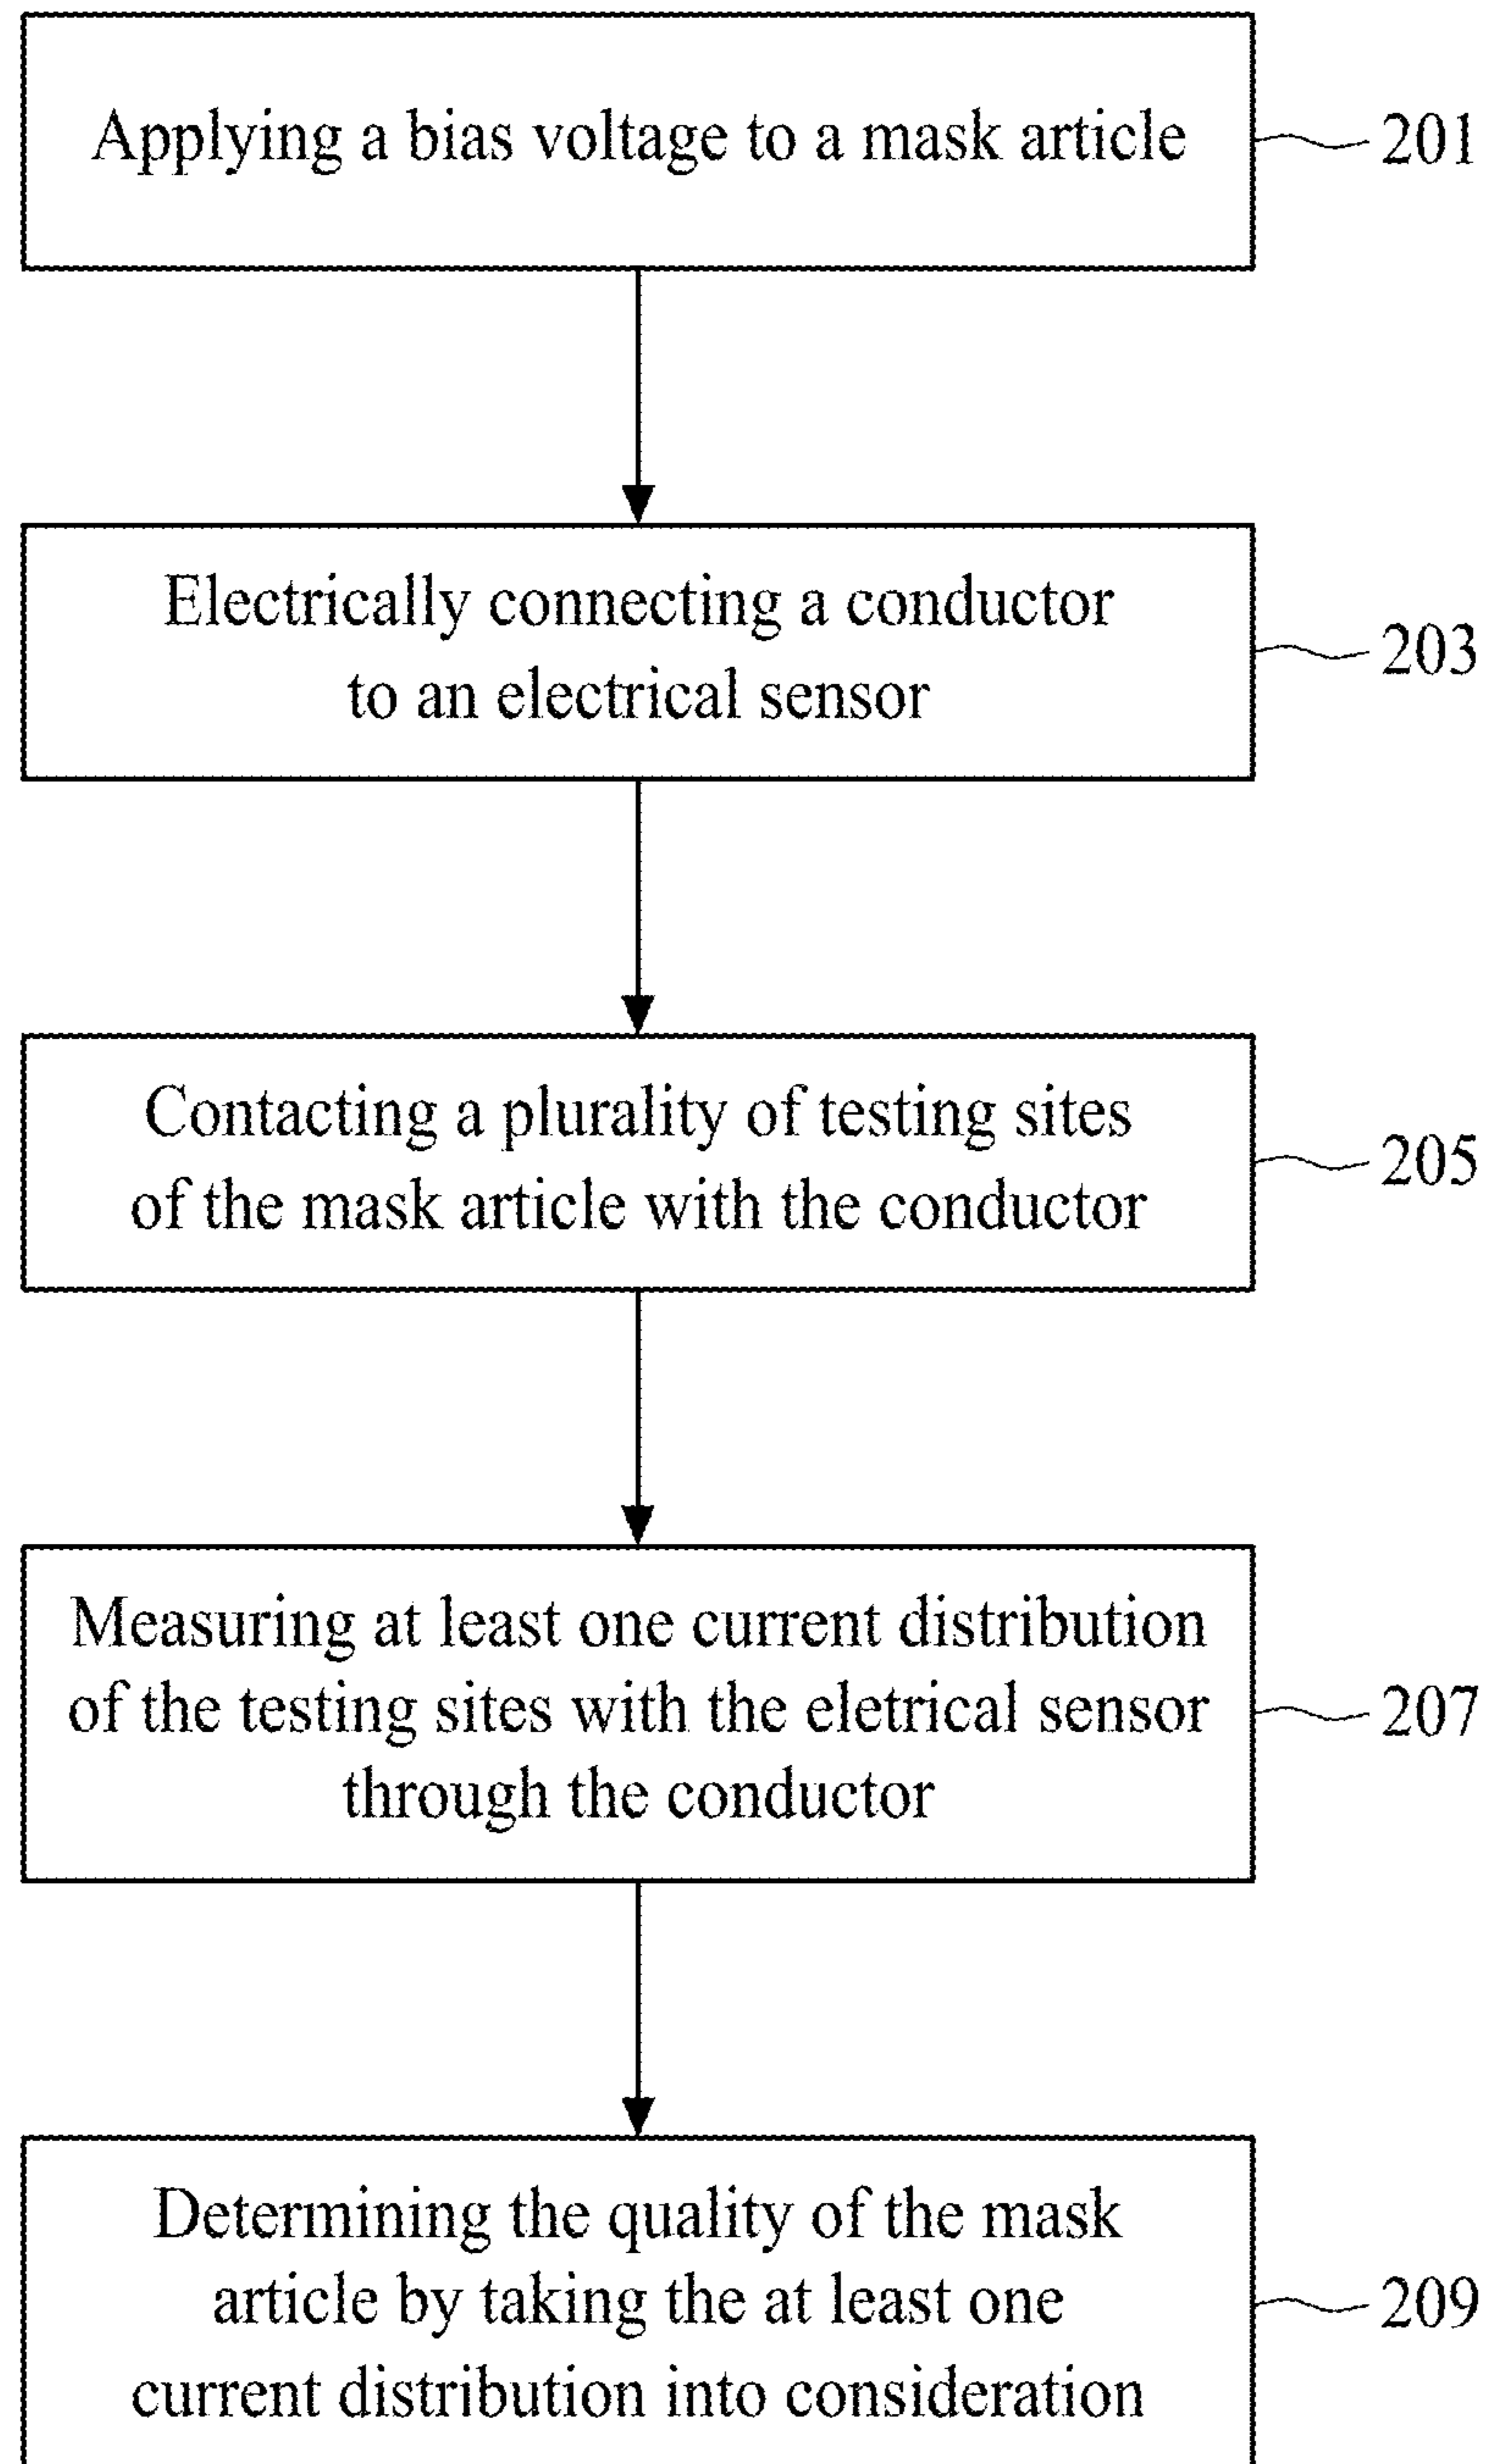 Applying a bias voltage to a mask article
201
Electrically connecting a conductor
to an electrical sensor
203
Contacting a plurality of testing sites
of the mask article with the conductor
205
Measuring at least one current distribution
of the testing sites with the eletrical sensor
through the conductor
207
Determining the quality of the mask
article by taking the at least one
current distribution into consideration
209